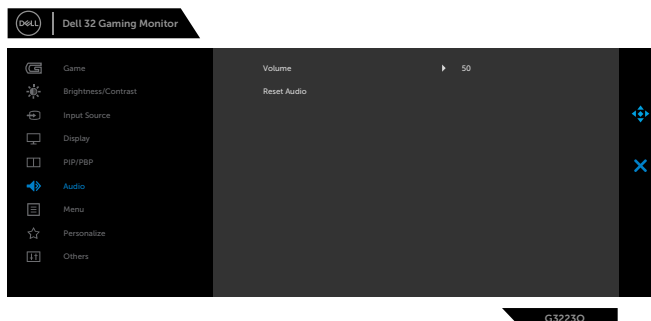 DELL
Dell 32 Gaming Monitor
Game
Volume 50
Brightness/Contrast
Reset Audio
Input Source
Display
PIP/PBP
Audio
Menu
Personalize
Others
G3223Q